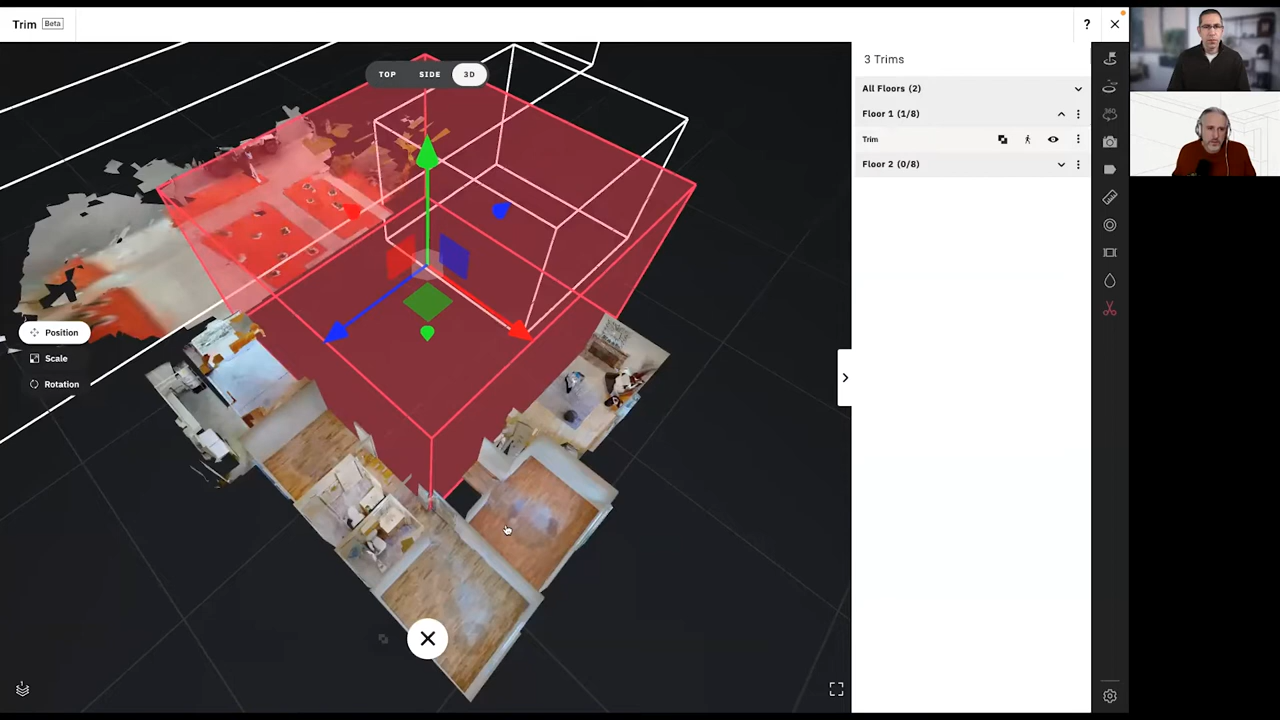 Trim Beta
?
TOP SIDE 3D
3 Trims
All Floors (2)
Floor 1 (1/8)
Trim
Floor 2 (0/8)
Position
Scale
Rotation
1